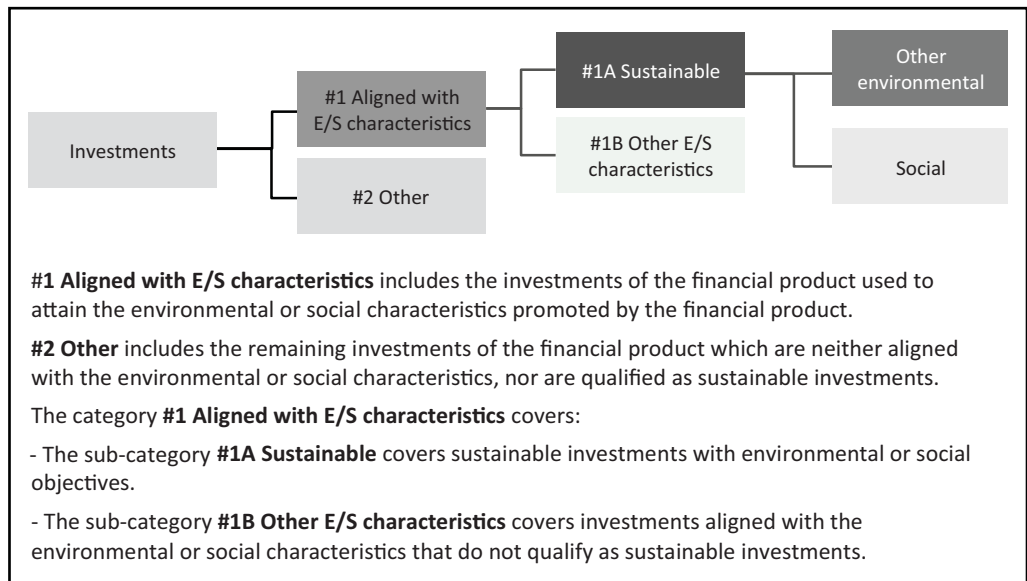 Investments
#1 Aligned with
E/S characteristics
#2 Other
#1A Sustainable
#1B Other E/S
characteristics
Other
environmental
Social
#1 Aligned with E/S characteristics includes the investments of the financial product used to
attain the environmental or social characteristics promoted by the financial product.
#2 Other includes the remaining investments of the financial product which are neither aligned
with the environmental or social characteristics, nor are qualified as sustainable investments.
The category #1 Aligned with E/S characteristics covers:
- The sub-category #1A Sustainable covers sustainable investments with environmental or social
objectives.
- The sub-category #1B Other E/S characteristics covers investments aligned with the
environmental or social characteristics that do not qualify as sustainable investments.